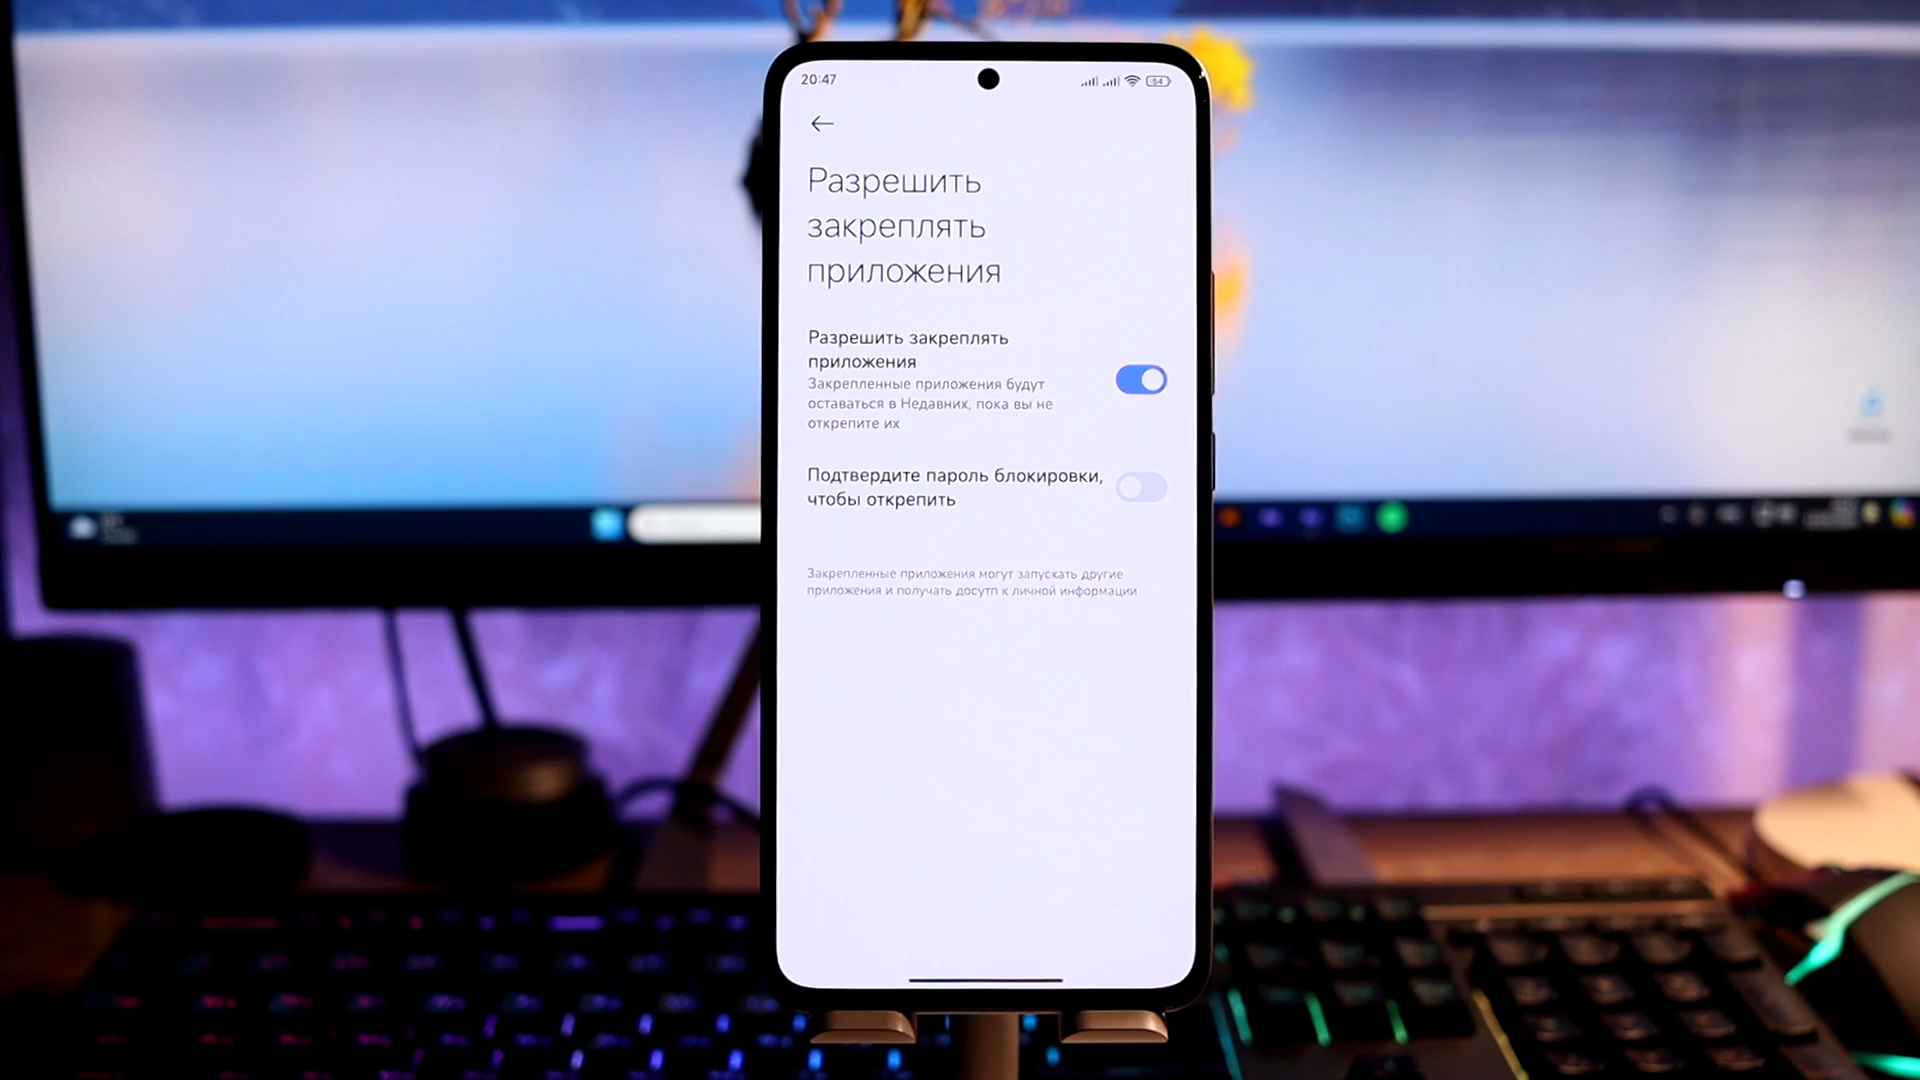 20:47
54
Разрешить
закреплять
приложения
Разрешить закреплять
приложения
Закрепленные приложения будут
оставаться в Недавних, пока вы не
открепите их
Подтвердите пароль блокировки,
чтобы открепить
Закрепленные приложения могут запускать другие
приложения и получать доступ к личной информации